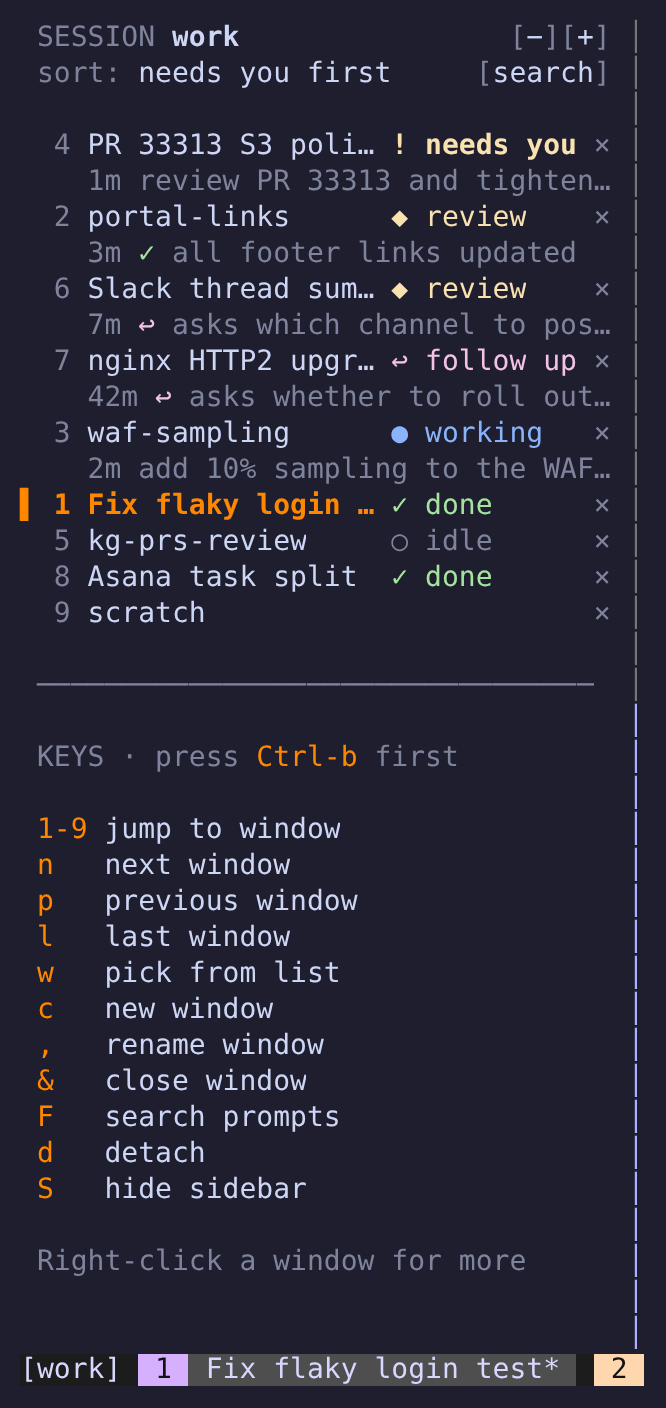 SESSION work [−][+]
sort: needs you first [search]
4 PR 33313 S3 poli… ! needs you ×
1m review PR 33313 and tighten…
2 portal-links ◆ review ×
3m ✓ all footer links updated
6 Slack thread sum… ◆ review ×
7m ↩ asks which channel to pos…
7 nginx HTTP2 upgr… ↩ follow up ×
42m ↩ asks whether to roll out…
3 waf-sampling ● working ×
2m add 10% sampling to the WAF…
1 Fix flaky login … ✓ done ×
5 kg-prs-review ○ idle ×
8 Asana task split ✓ done ×
9 scratch ×
KEYS · press Ctrl-b first
1-9 jump to window
n next window
p previous window
l last window
w pick from list
c new window
, rename window
& close window
F search prompts
d detach
S hide sidebar
Right-click a window for more
[work] 1 Fix flaky login test* 2